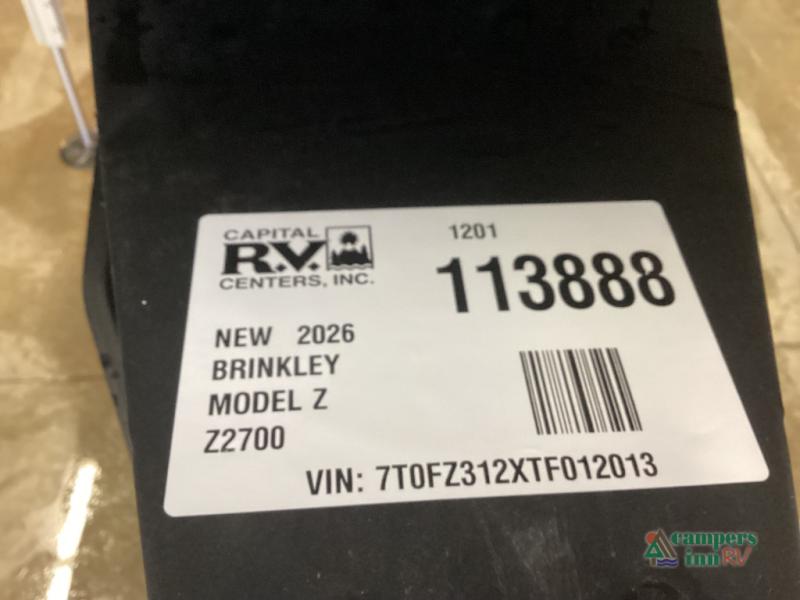 CAPITAL
R.V.
CENTERS, INC.
1201
113888
NEW 2026
BRINKLEY
MODEL Z
Z2700
VIN: 7T0FZ312XTF012013
campers
inn RV